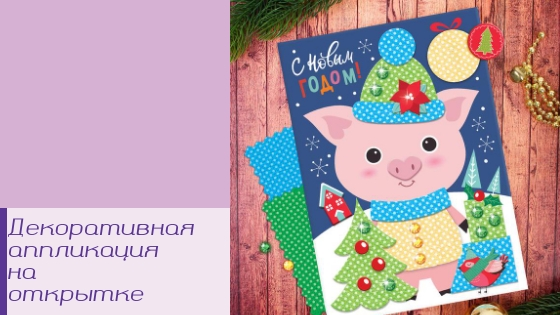 С Новым
ГОДОМ!
Декоративная
аппликация
на
открытке